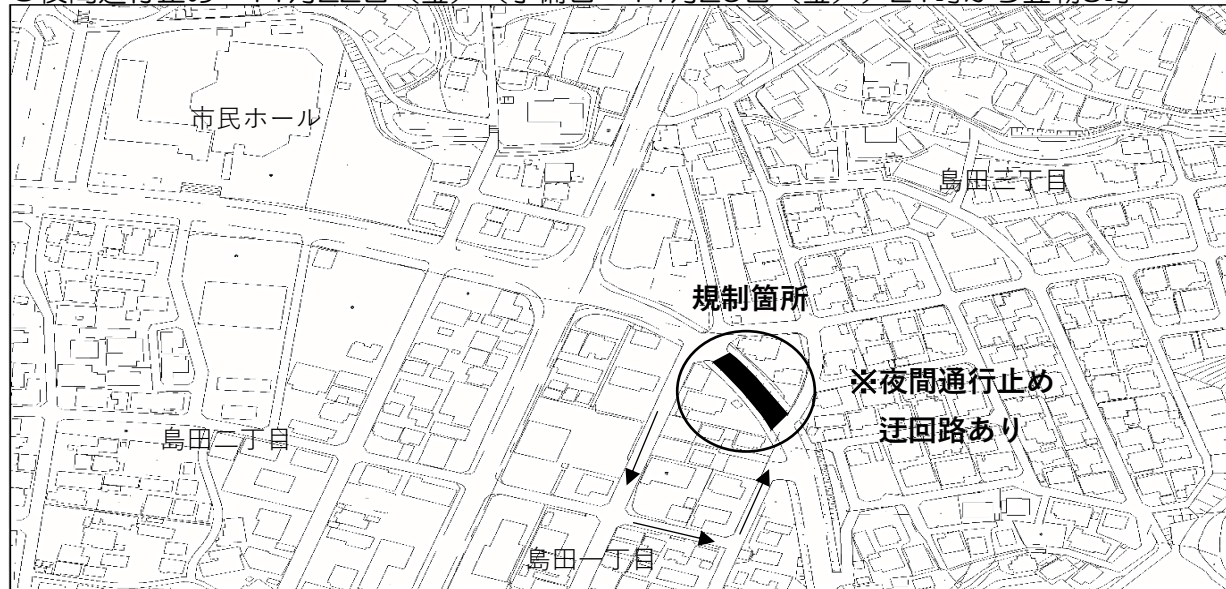 市民ホール
島田三丁目
規制箇所
※夜間通行止め
迂回路あり
島田二丁目
島田一丁目